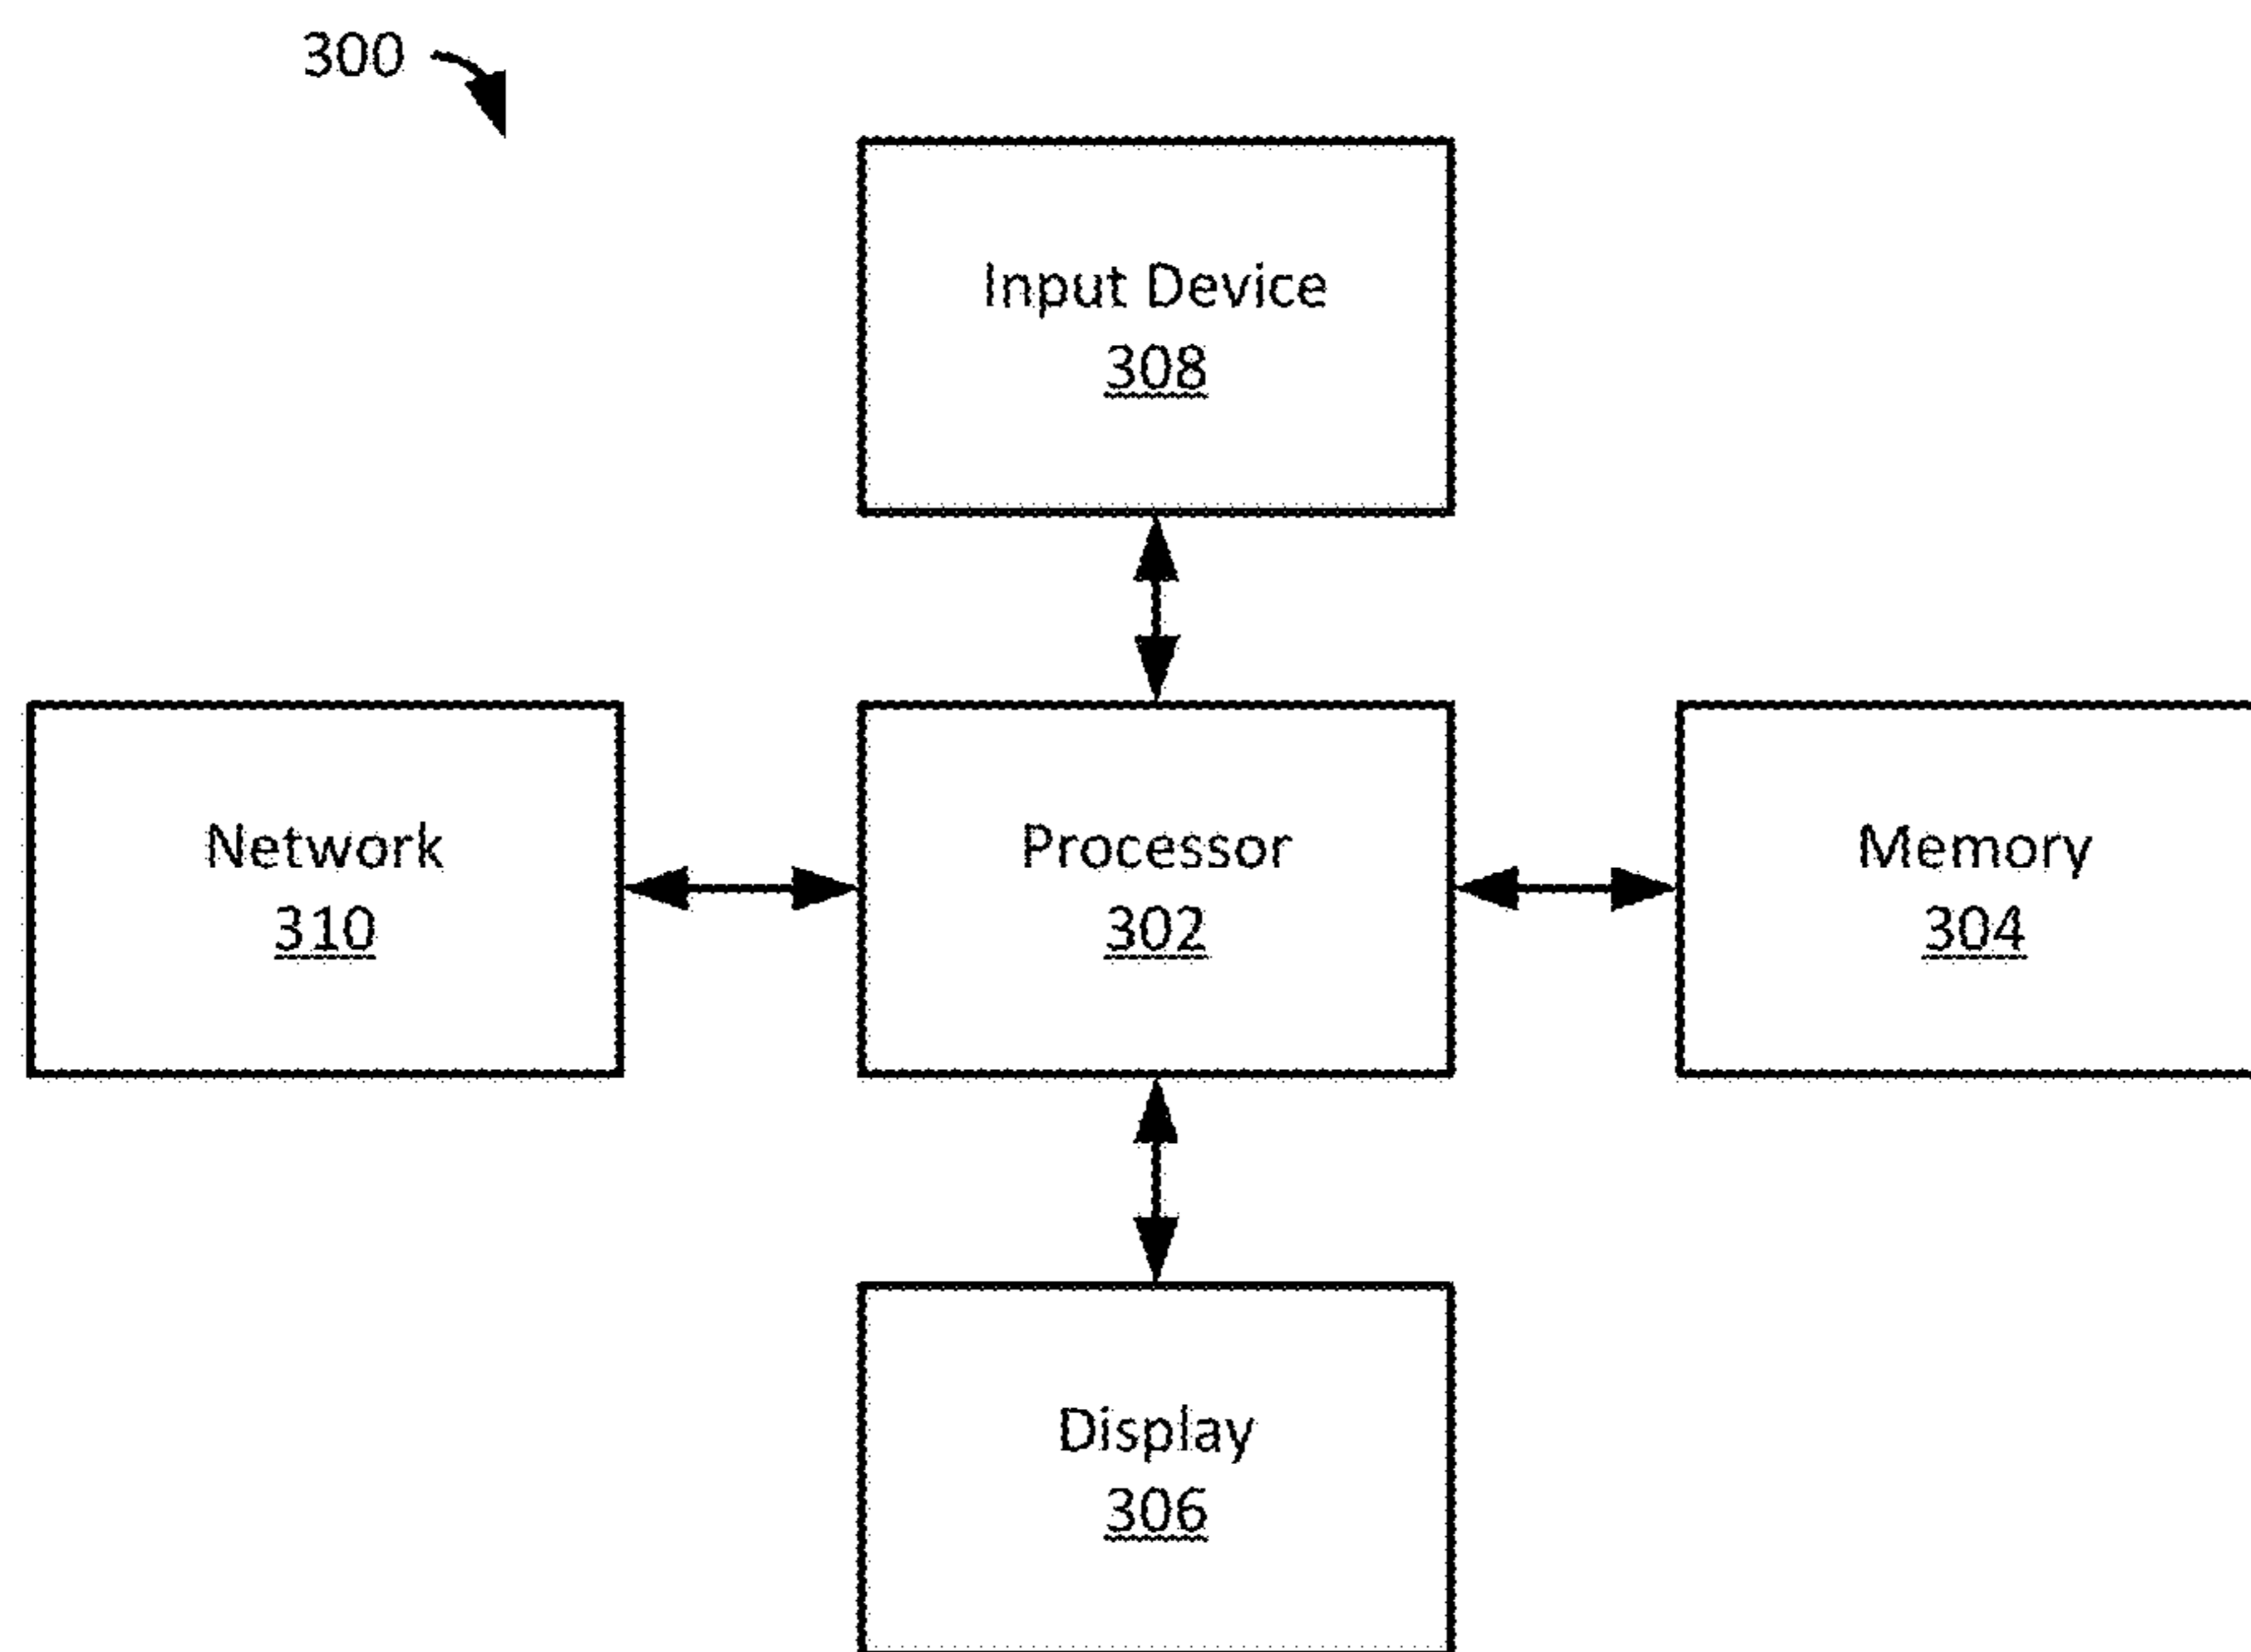 300
Input Device
308
Network
310
Processor
302
Memory
304
Display
306